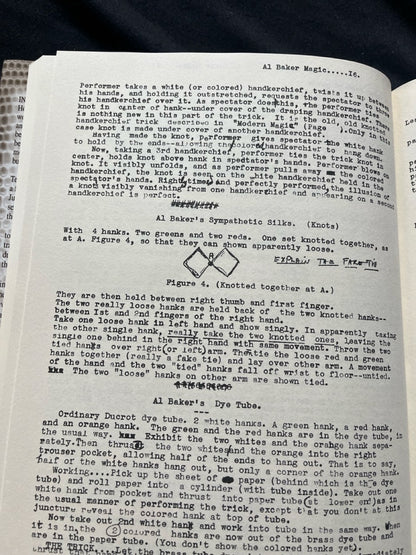 Al Baker Magic.....16.
Performer takes a white (or colored) handkerchief, twists it up between
his hands, and holding it outstretched, requests the spectator to throw
his handkerchief over it. As spectator does this, the performer ties a
knot in center of hank--under cover of the draping handkerchief. There
is nothing new in this part of the trick. It is the old knotted
handkerchief trick described in "Modern Magic" (Page ). Only in this
case knot is made under cover of another handkerchief.
Having made the knot, performer gives spectator the white hank
to hold by the ends--allowing the colored handkerchief to hang down.
Now, taking a 3rd handkerchief, performer ties the trick knot in
center, holds knot above hank in spectator's hands. Performer blows on
knot. It visibly unfolds, and as performer pulls away the colored
handkerchief, the knot is seen on the white handkerchief held in the
spectator's hands. Right timed and perfectly performed, the illusion of
a knot visibly vanishing from one handkerchief and appearing on a second
handkerchief is perfect.
Al Baker's Sympathetic Silks. (Knots)
With 4 hanks. Two greens and two reds. One set knotted together, as
at A. Figure 4, so that they can shown apparently loose.
EXPLAIN THE FAKE TIE
Figure 4. (Knotted together at A.)
They are then held between right thumb and first finger.
The two really loose hanks are held back of the two knotted hanks--
between 1st and 2nd fingers of the right hand.
Take one loose hank in left hand and show singly. In apparently taking
the other single hank, really take the two knotted ones, leaving the
single one behind in the right hand with same movement. Throw the two
tied hanks over right (or left) arm. Then tie the loose red and green
hanks together (really a fake tie) and lay over other arm. A movement
of the hand and the two "tied" hanks fall off wrist to floor--untied.
xxx The two "loose" hanks on other arm are shown tied.
Al Baker's Dye Tube.
---
Ordinary Ducrot dye tube. 2 white hanks. A green hank, a red hank,
and an orange hank. The green and the red hanks are in the dye tube, in
the usual way. xxx Exhibit the two whites and the orange hank sepa-
rately. Then thrust the two whites and the orange into the right
trouser pocket, allowing half of the ends to hang out. That is to say,
half of the white hanks hang out, but only a corner of the orange hank.
Working....Pick up the sheet of paper (behind which is the dye
tube) and roll paper into a cylinder (with tube inside). Take out one
white hank from pocket and thrust into paper tube (at lower end) as in
the usual manner of performing the trick, except that you don't at this
juncture reveal the colored hank at top of tube.
Now take out 2nd white hank and work into tube in the same way. When
it is in, the (2) colored hanks are now out of the brass dye tube and
are in the paper tube. (You don't show the colored hanks yet).
THE TRICK....Let the brass tube